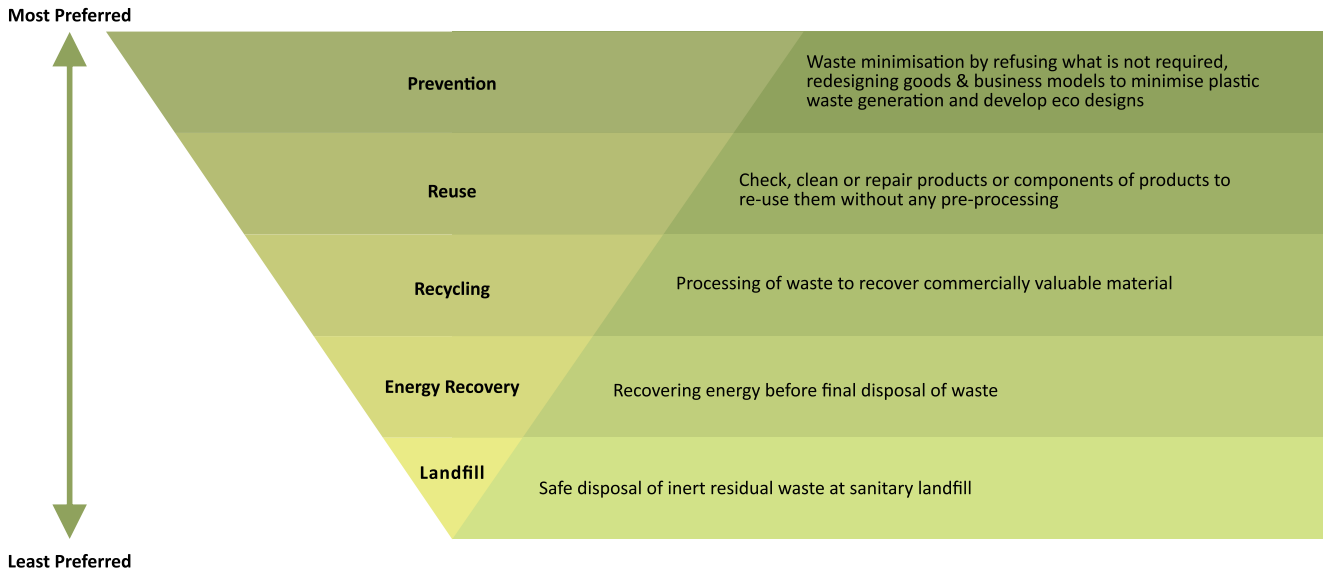 Most Preferred
Prevention
Waste minimisation by refusing what is not required,
redesigning goods & business models to minimise plastic
waste generation and develop eco designs
Reuse
Check, clean or repair products or components of products to
re-use them without any pre-processing
Recycling
Processing of waste to recover commercially valuable material
Energy Recovery
Recovering energy before final disposal of waste
Landfill
Safe disposal of inert residual waste at sanitary landfill
Least Preferred